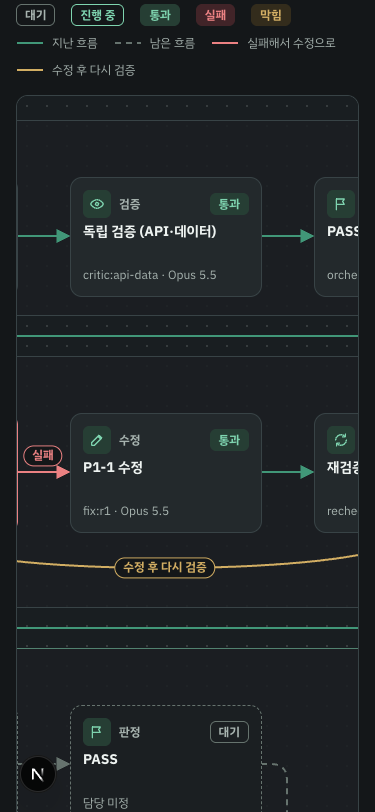 대기 진행 중 통과 실패 막힘
지난 흐름 남은 흐름 실패해서 수정으로
수정 후 다시 검증
검증 통과
독립 검증 (API·데이터) PASS
critic:api-data · Opus 5.5 orche
수정 통과
실패
P1-1 수정 재검증
fix:r1 · Opus 5.5 reche
수정 후 다시 검증
판정 대기
PASS
N
담당 미정